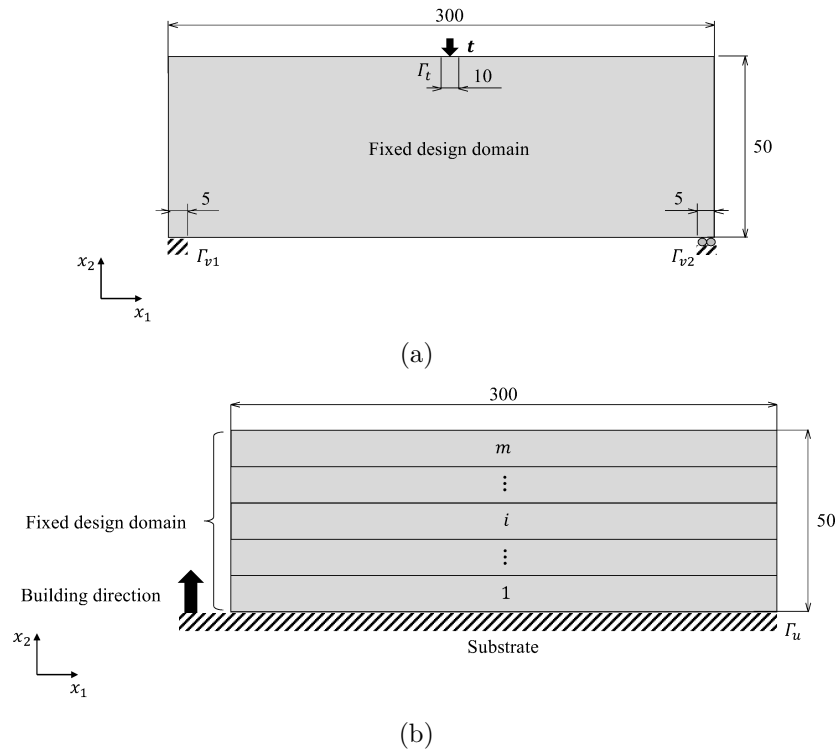 300
t
Γt
10
Fixed design domain
50
5
5
Γv1
Γv2
x2
x1
(a)
300
m
⋮
Fixed design domain
i
50
⋮
Building direction
1
Γu
x2
Substrate
x1
(b)